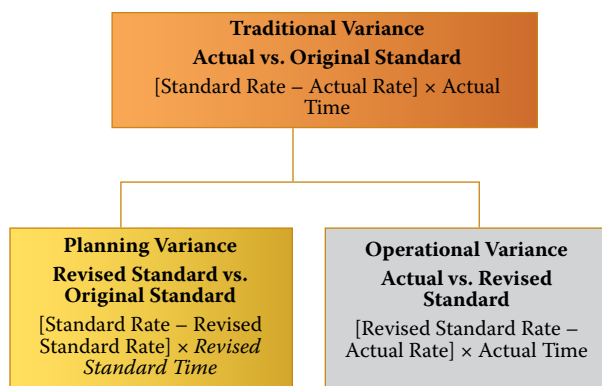 Traditional Variance
Actual vs. Original Standard
[Standard Rate – Actual Rate] × Actual
Time
Planning Variance
Revised Standard vs.
Original Standard
[Standard Rate – Revised
Standard Rate] × Revised
Standard Time
Operational Variance
Actual vs. Revised
Standard
[Revised Standard Rate –
Actual Rate] × Actual Time